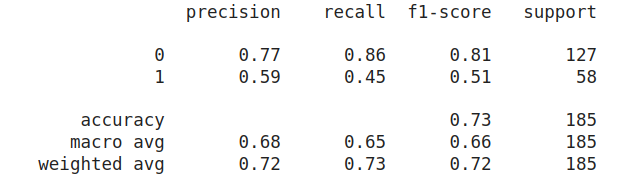 precision recall f1-score support
0 0.77 0.86 0.81 127
1 0.59 0.45 0.51 58
accuracy 0.73 185
macro avg 0.68 0.65 0.66 185
weighted avg 0.72 0.73 0.72 185